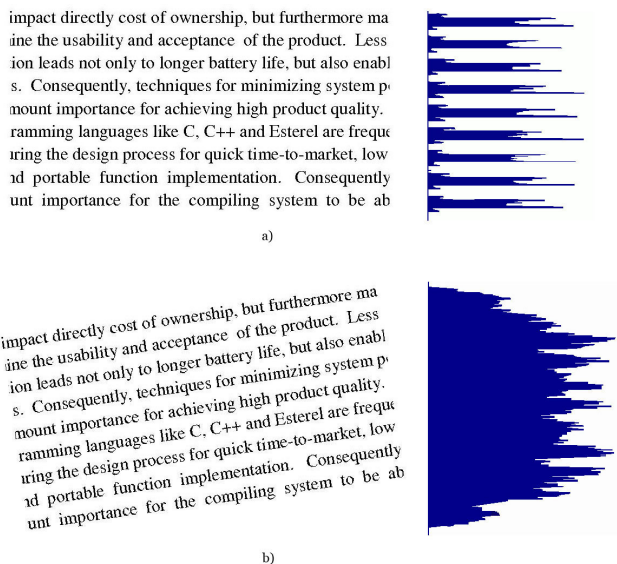 impact directly cost of ownership, but furthermore ma
ine the usability and acceptance of the product. Less
ion leads not only to longer battery life, but also enabl
s. Consequently, techniques for minimizing system p
mount importance for achieving high product quality.
ramming languages like C, C++ and Esterel are freque
uring the design process for quick time-to-market, low
nd portable function implementation. Consequently
unt importance for the compiling system to be ab
a)
impact directly cost of ownership, but furthermore ma
ine the usability and acceptance of the product. Less
ion leads not only to longer battery life, but also enabl
s. Consequently, techniques for minimizing system p
mount importance for achieving high product quality.
ramming languages like C, C++ and Esterel are freque
uring the design process for quick time-to-market, low
nd portable function implementation. Consequently
unt importance for the compiling system to be ab
b)